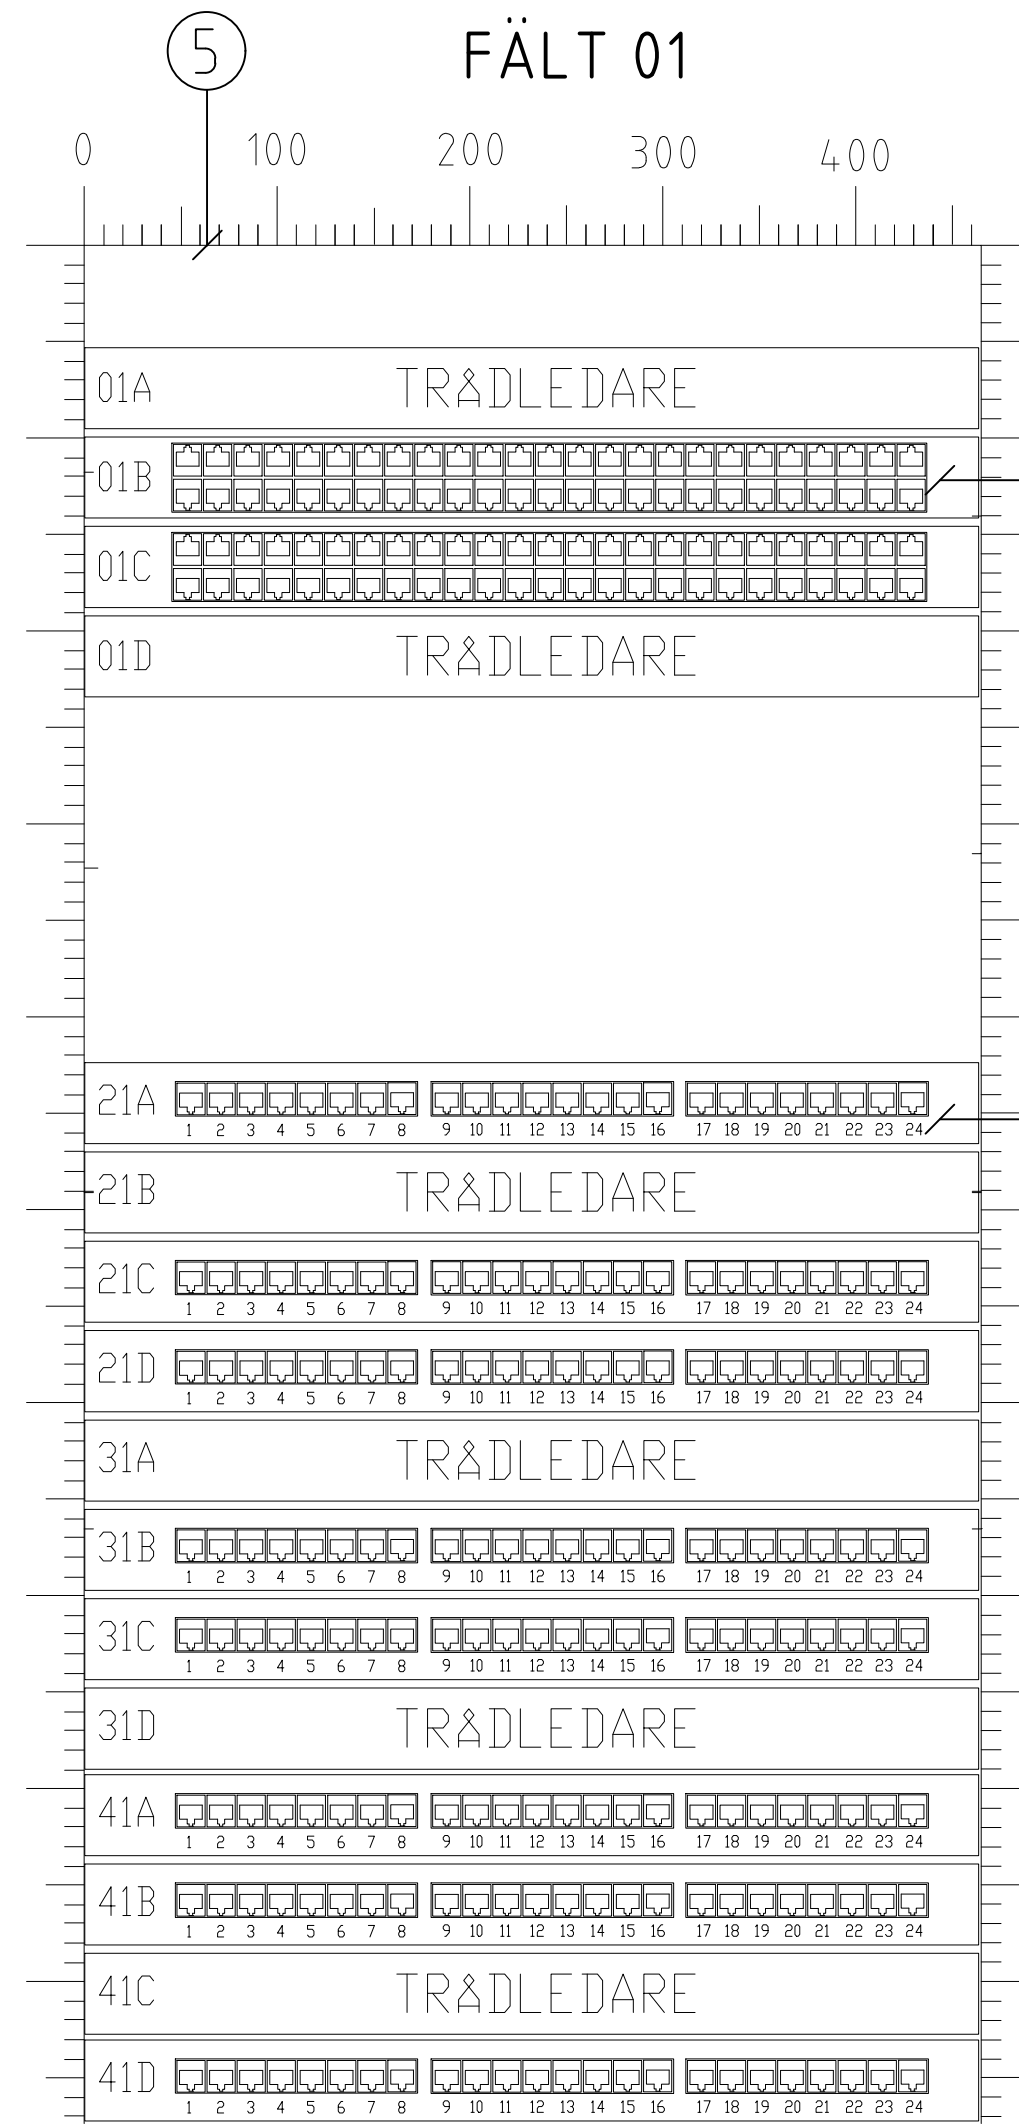 5
FÄLT 01
0 100 200 300 400
01A TRÅDLEDARE
01B
01C
01D TRÅDLEDARE
21A
1 2 3 4 5 6 7 8 9 10 11 12 13 14 15 16 17 18 19 20 21 22 23 24
21B TRÅDLEDARE
21C
1 2 3 4 5 6 7 8 9 10 11 12 13 14 15 16 17 18 19 20 21 22 23 24
21D
1 2 3 4 5 6 7 8 9 10 11 12 13 14 15 16 17 18 19 20 21 22 23 24
31A TRÅDLEDARE
31B
1 2 3 4 5 6 7 8 9 10 11 12 13 14 15 16 17 18 19 20 21 22 23 24
31C
1 2 3 4 5 6 7 8 9 10 11 12 13 14 15 16 17 18 19 20 21 22 23 24
31D TRÅDLEDARE
41A
1 2 3 4 5 6 7 8 9 10 11 12 13 14 15 16 17 18 19 20 21 22 23 24
41B
1 2 3 4 5 6 7 8 9 10 11 12 13 14 15 16 17 18 19 20 21 22 23 24
41C TRÅDLEDARE
41D
1 2 3 4 5 6 7 8 9 10 11 12 13 14 15 16 17 18 19 20 21 22 23 24